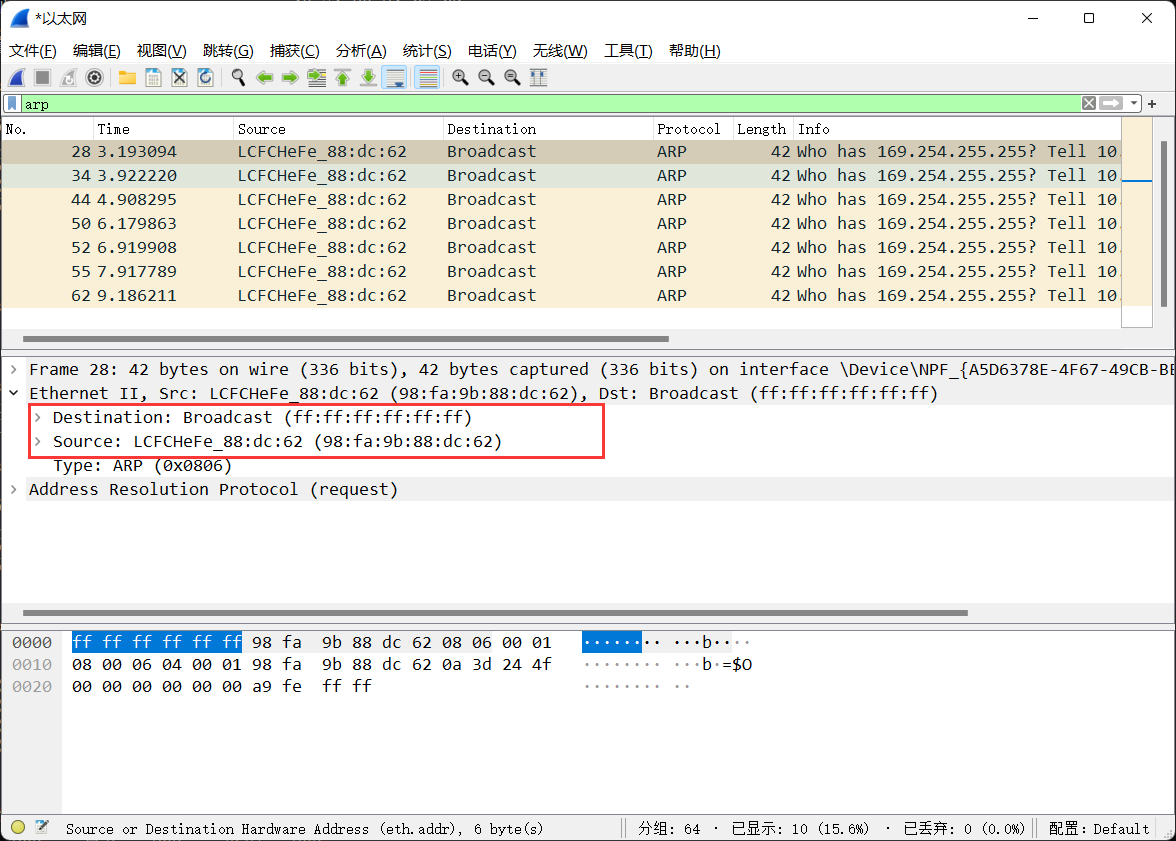 *以太网
文件(F) 编辑(E) 视图(V) 跳转(G) 捕获(C) 分析(A) 统计(S) 电话(Y) 无线(W) 工具(T) 帮助(H)
arp
No. Time Source Destination Protocol Length Info
28 3.193094 LCFCHeFe_88:dc:62 Broadcast ARP 42 Who has 169.254.255.255? Tell 10.
34 3.922220 LCFCHeFe_88:dc:62 Broadcast ARP 42 Who has 169.254.255.255? Tell 10.
44 4.908295 LCFCHeFe_88:dc:62 Broadcast ARP 42 Who has 169.254.255.255? Tell 10.
50 6.179863 LCFCHeFe_88:dc:62 Broadcast ARP 42 Who has 169.254.255.255? Tell 10.
52 6.919908 LCFCHeFe_88:dc:62 Broadcast ARP 42 Who has 169.254.255.255? Tell 10.
55 7.917789 LCFCHeFe_88:dc:62 Broadcast ARP 42 Who has 169.254.255.255? Tell 10.
62 9.186211 LCFCHeFe_88:dc:62 Broadcast ARP 42 Who has 169.254.255.255? Tell 10.
Frame 28: 42 bytes on wire (336 bits), 42 bytes captured (336 bits) on interface \Device\NPF_{A5D6378E-4F67-49CB-BE
Ethernet II, Src: LCFCHeFe_88:dc:62 (98:fa:9b:88:dc:62), Dst: Broadcast (ff:ff:ff:ff:ff:ff)
Destination: Broadcast (ff:ff:ff:ff:ff:ff)
Source: LCFCHeFe_88:dc:62 (98:fa:9b:88:dc:62)
Type: ARP (0x0806)
Address Resolution Protocol (request)
0000 ff ff ff ff ff ff 98 fa 9b 88 dc 62 08 06 00 01 ········ ···b····
0010 08 00 06 04 00 01 98 fa 9b 88 dc 62 0a 3d 24 4f ········ ···b·=$O
0020 00 00 00 00 00 00 a9 fe ff ff ········ ··
Source or Destination Hardware Address (eth.addr), 6 byte(s) 分组: 64 · 已显示: 10 (15.6%) · 已丢弃: 0 (0.0%) 配置: Default